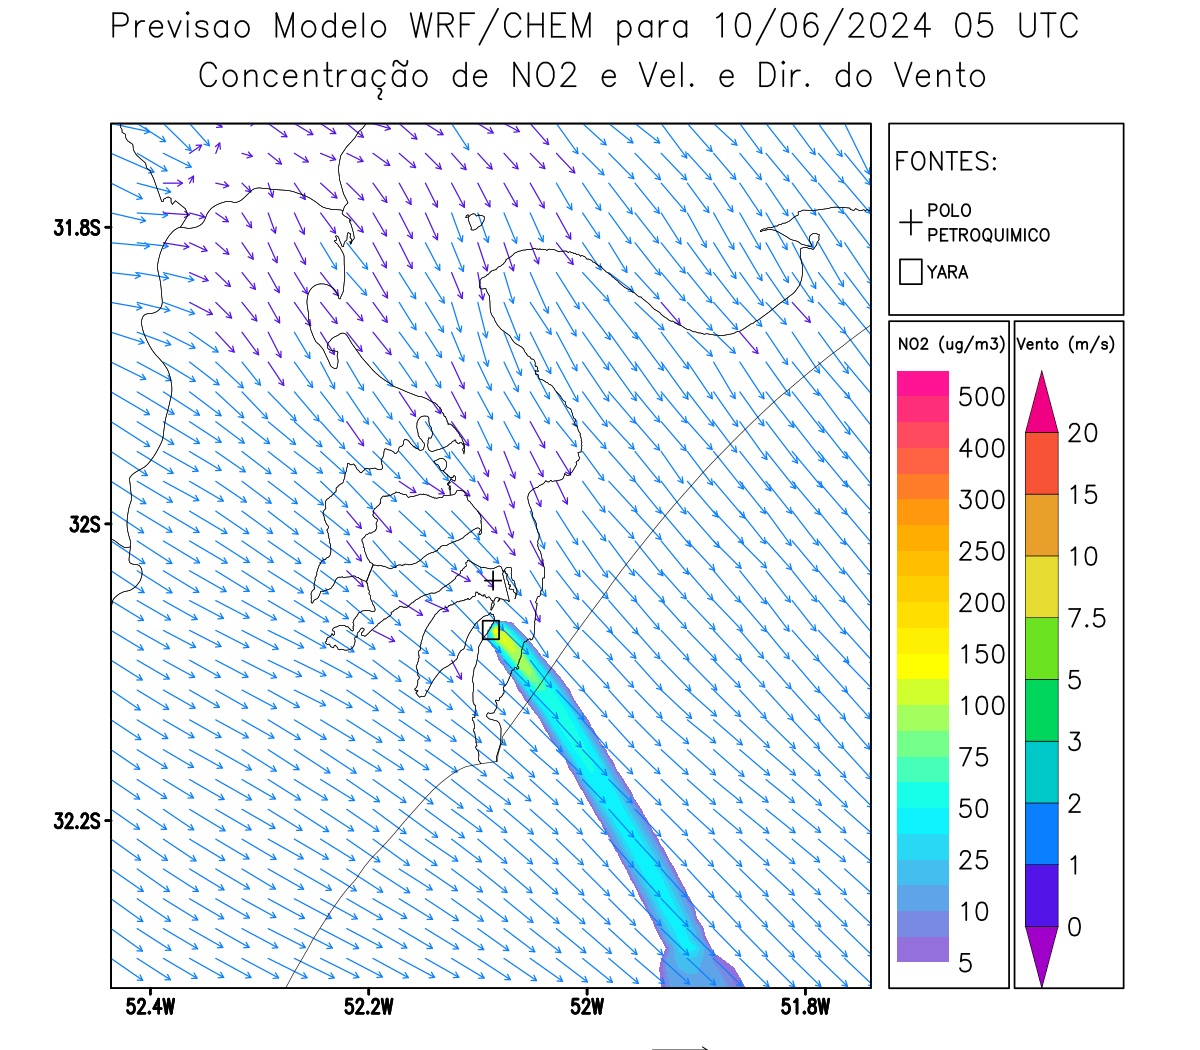 Previsao Modelo WRF/CHEM para 10/06/2024 05 UTC
Concentração de NO2 e Vel. e Dir. do Vento
FONTES:
POLO
PETROQUIMICO
YARA
31.8S
32S
32.2S
52.4W
52.2W
52W
51.8W
NO2 (ug/m3)
500
400
300
250
200
150
100
75
50
25
10
5
Vento (m/s)
20
15
10
7.5
5
3
2
1
0